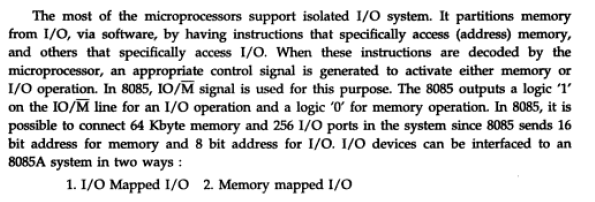 The most of the microprocessors support isolated I/O system. It partitions memory
from I/O, via software, by having instructions that specifically access (address) memory,
and others that specifically access I/O. When these instructions are decoded by the
microprocessor, an appropriate control signal is generated to activate either memory or
I/O operation. In 8085, IO/M̅ signal is used for this purpose. The 8085 outputs a logic '1'
on the IO/M̅ line for an I/O operation and a logic '0' for memory operation. In 8085, it is
possible to connect 64 Kbyte memory and 256 I/O ports in the system since 8085 sends 16
bit address for memory and 8 bit address for I/O. I/O devices can be interfaced to an
8085A system in two ways :
1. I/O Mapped I/O 2. Memory mapped I/O